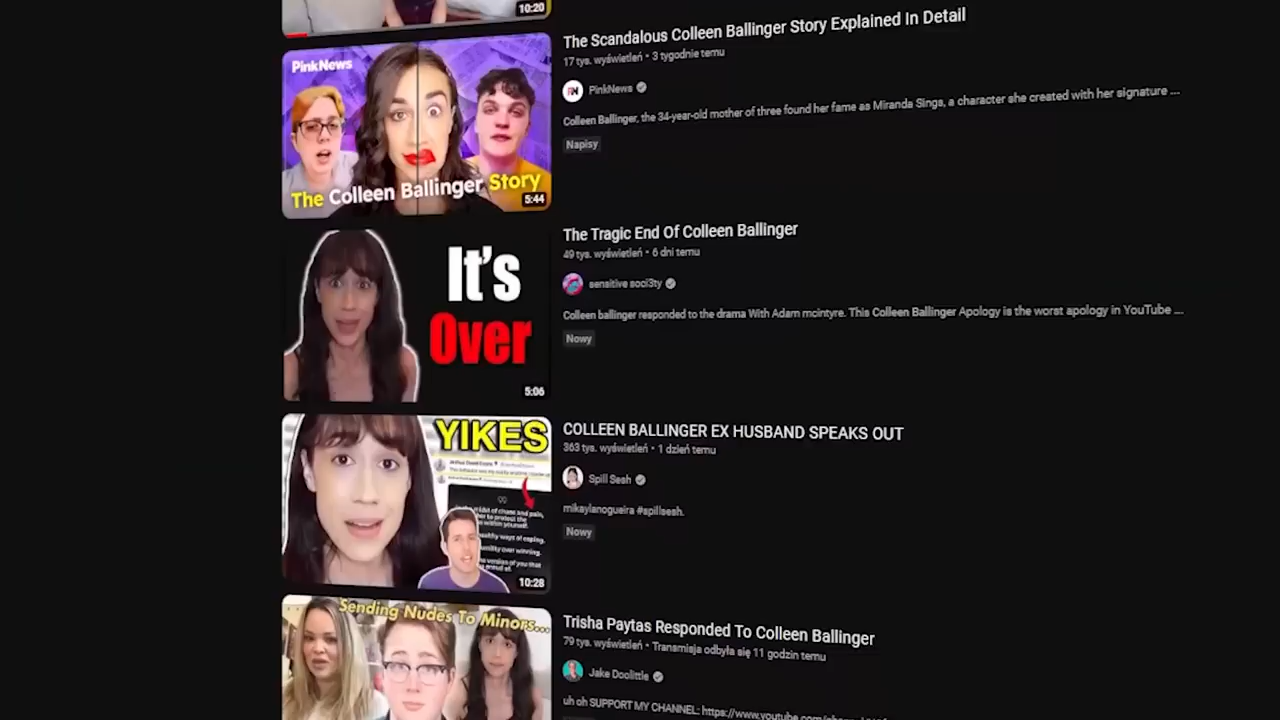 10:20
The Scandalous Colleen Ballinger Story Explained In Detail
17 tys. wyświetleń • 3 tygodnie temu
PinkNews
PinkNews
Colleen Ballinger, the 34-year-old mother of three found her fame as Miranda Sings, a character she created with her signature ...
Napisy
The Colleen Ballinger Story
5:44
The Tragic End Of Colleen Ballinger
49 tys. wyświetleń • 6 dni temu
It's
Over
sensitive soci3ty
Colleen ballinger responded to the drama With Adam mcintyre. This Colleen Ballinger Apology is the worst apology in YouTube ...
Nowy
5:06
YIKES
COLLEEN BALLINGER EX HUSBAND SPEAKS OUT
363 tys. wyświetleń • 1 dzień temu
Spill Sesh
mikaylanogueira #spillsesh.
Nowy
10:28
Sending Nudes To Minors...
Trisha Paytas Responded To Colleen Ballinger
79 tys. wyświetleń • Transmisja odbyła się 11 godzin temu
Jake Doolittle
uh oh SUPPORT MY CHANNEL: